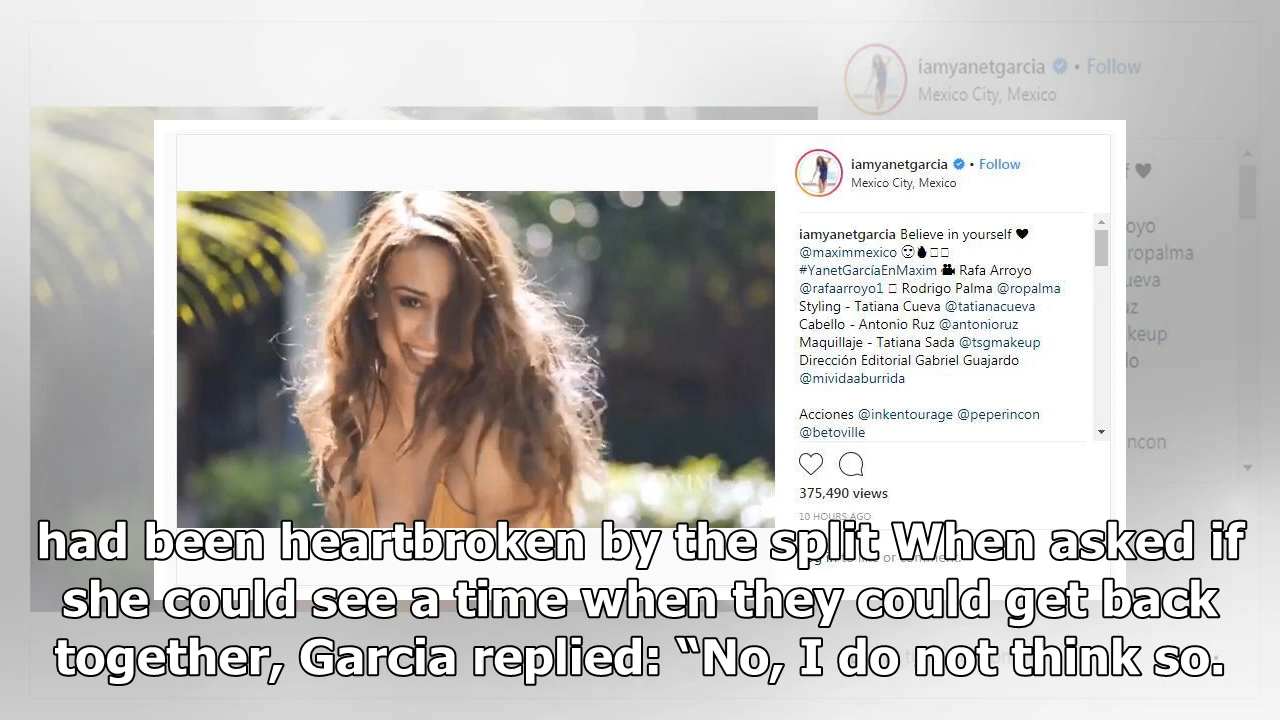 iamyanetgarcia • Follow
Mexico City, Mexico
iamyanetgarcia • Follow
Mexico City, Mexico
iamyanetgarcia Believe in yourself 🖤
@maximmexico
#YanetGarcíaEnMaxim 🎥 Rafa Arroyo
@rafaarroyo1 Rodrigo Palma @ropalma
Styling - Tatiana Cueva @tatianacueva
Cabello - Antonio Ruz @antonioruz
Maquillaje - Tatiana Sada @tsgmakeup
Dirección Editorial Gabriel Guajardo
@mividaaburrida
Acciones @inkentourage @peperincon
@betoville
375,490 views
10 HOURS AGO
had been heartbroken by the split When asked if
she could see a time when they could get back
together, Garcia replied: “No, I do not think so.